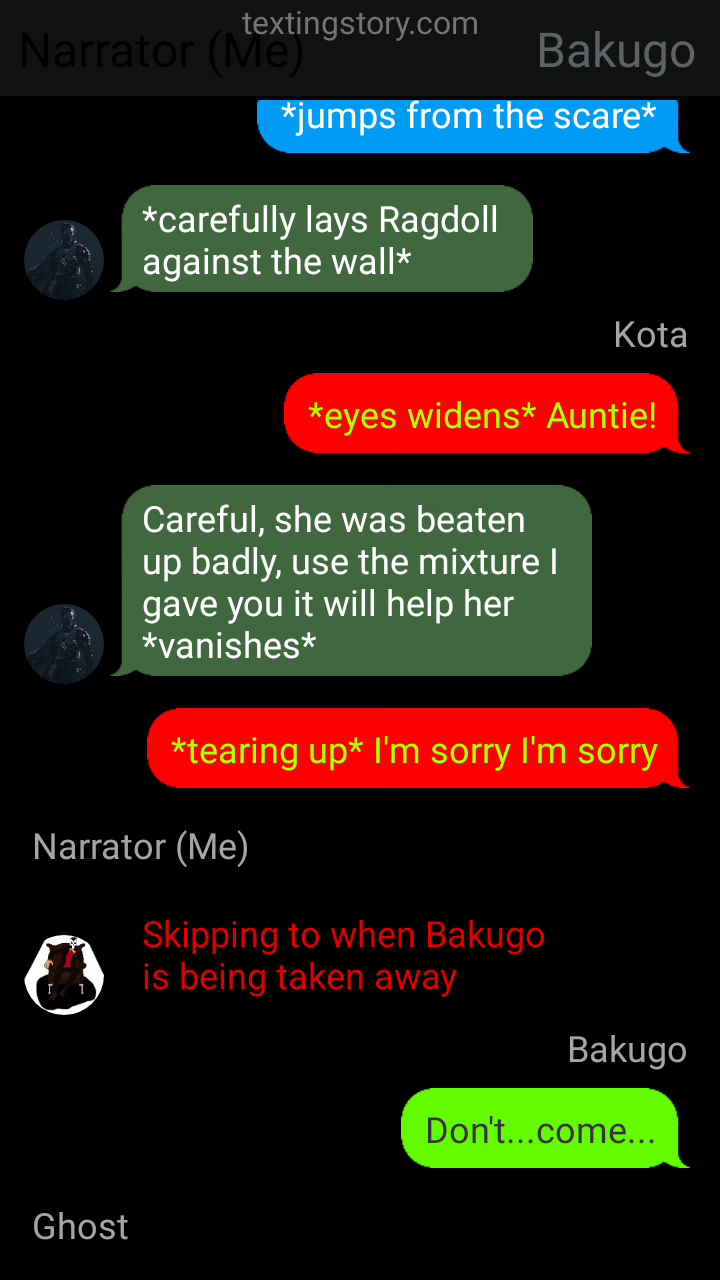 textingstory.com
Narrator (Me)
Bakugo
*jumps from the scare*
*carefully lays Ragdoll
against the wall*
Kota
*eyes widens* Auntie!
Careful, she was beaten
up badly, use the mixture I
gave you it will help her
*vanishes*
*tearing up* I'm sorry I'm sorry
Narrator (Me)
Skipping to when Bakugo
is being taken away
Bakugo
Don't...come...
Ghost